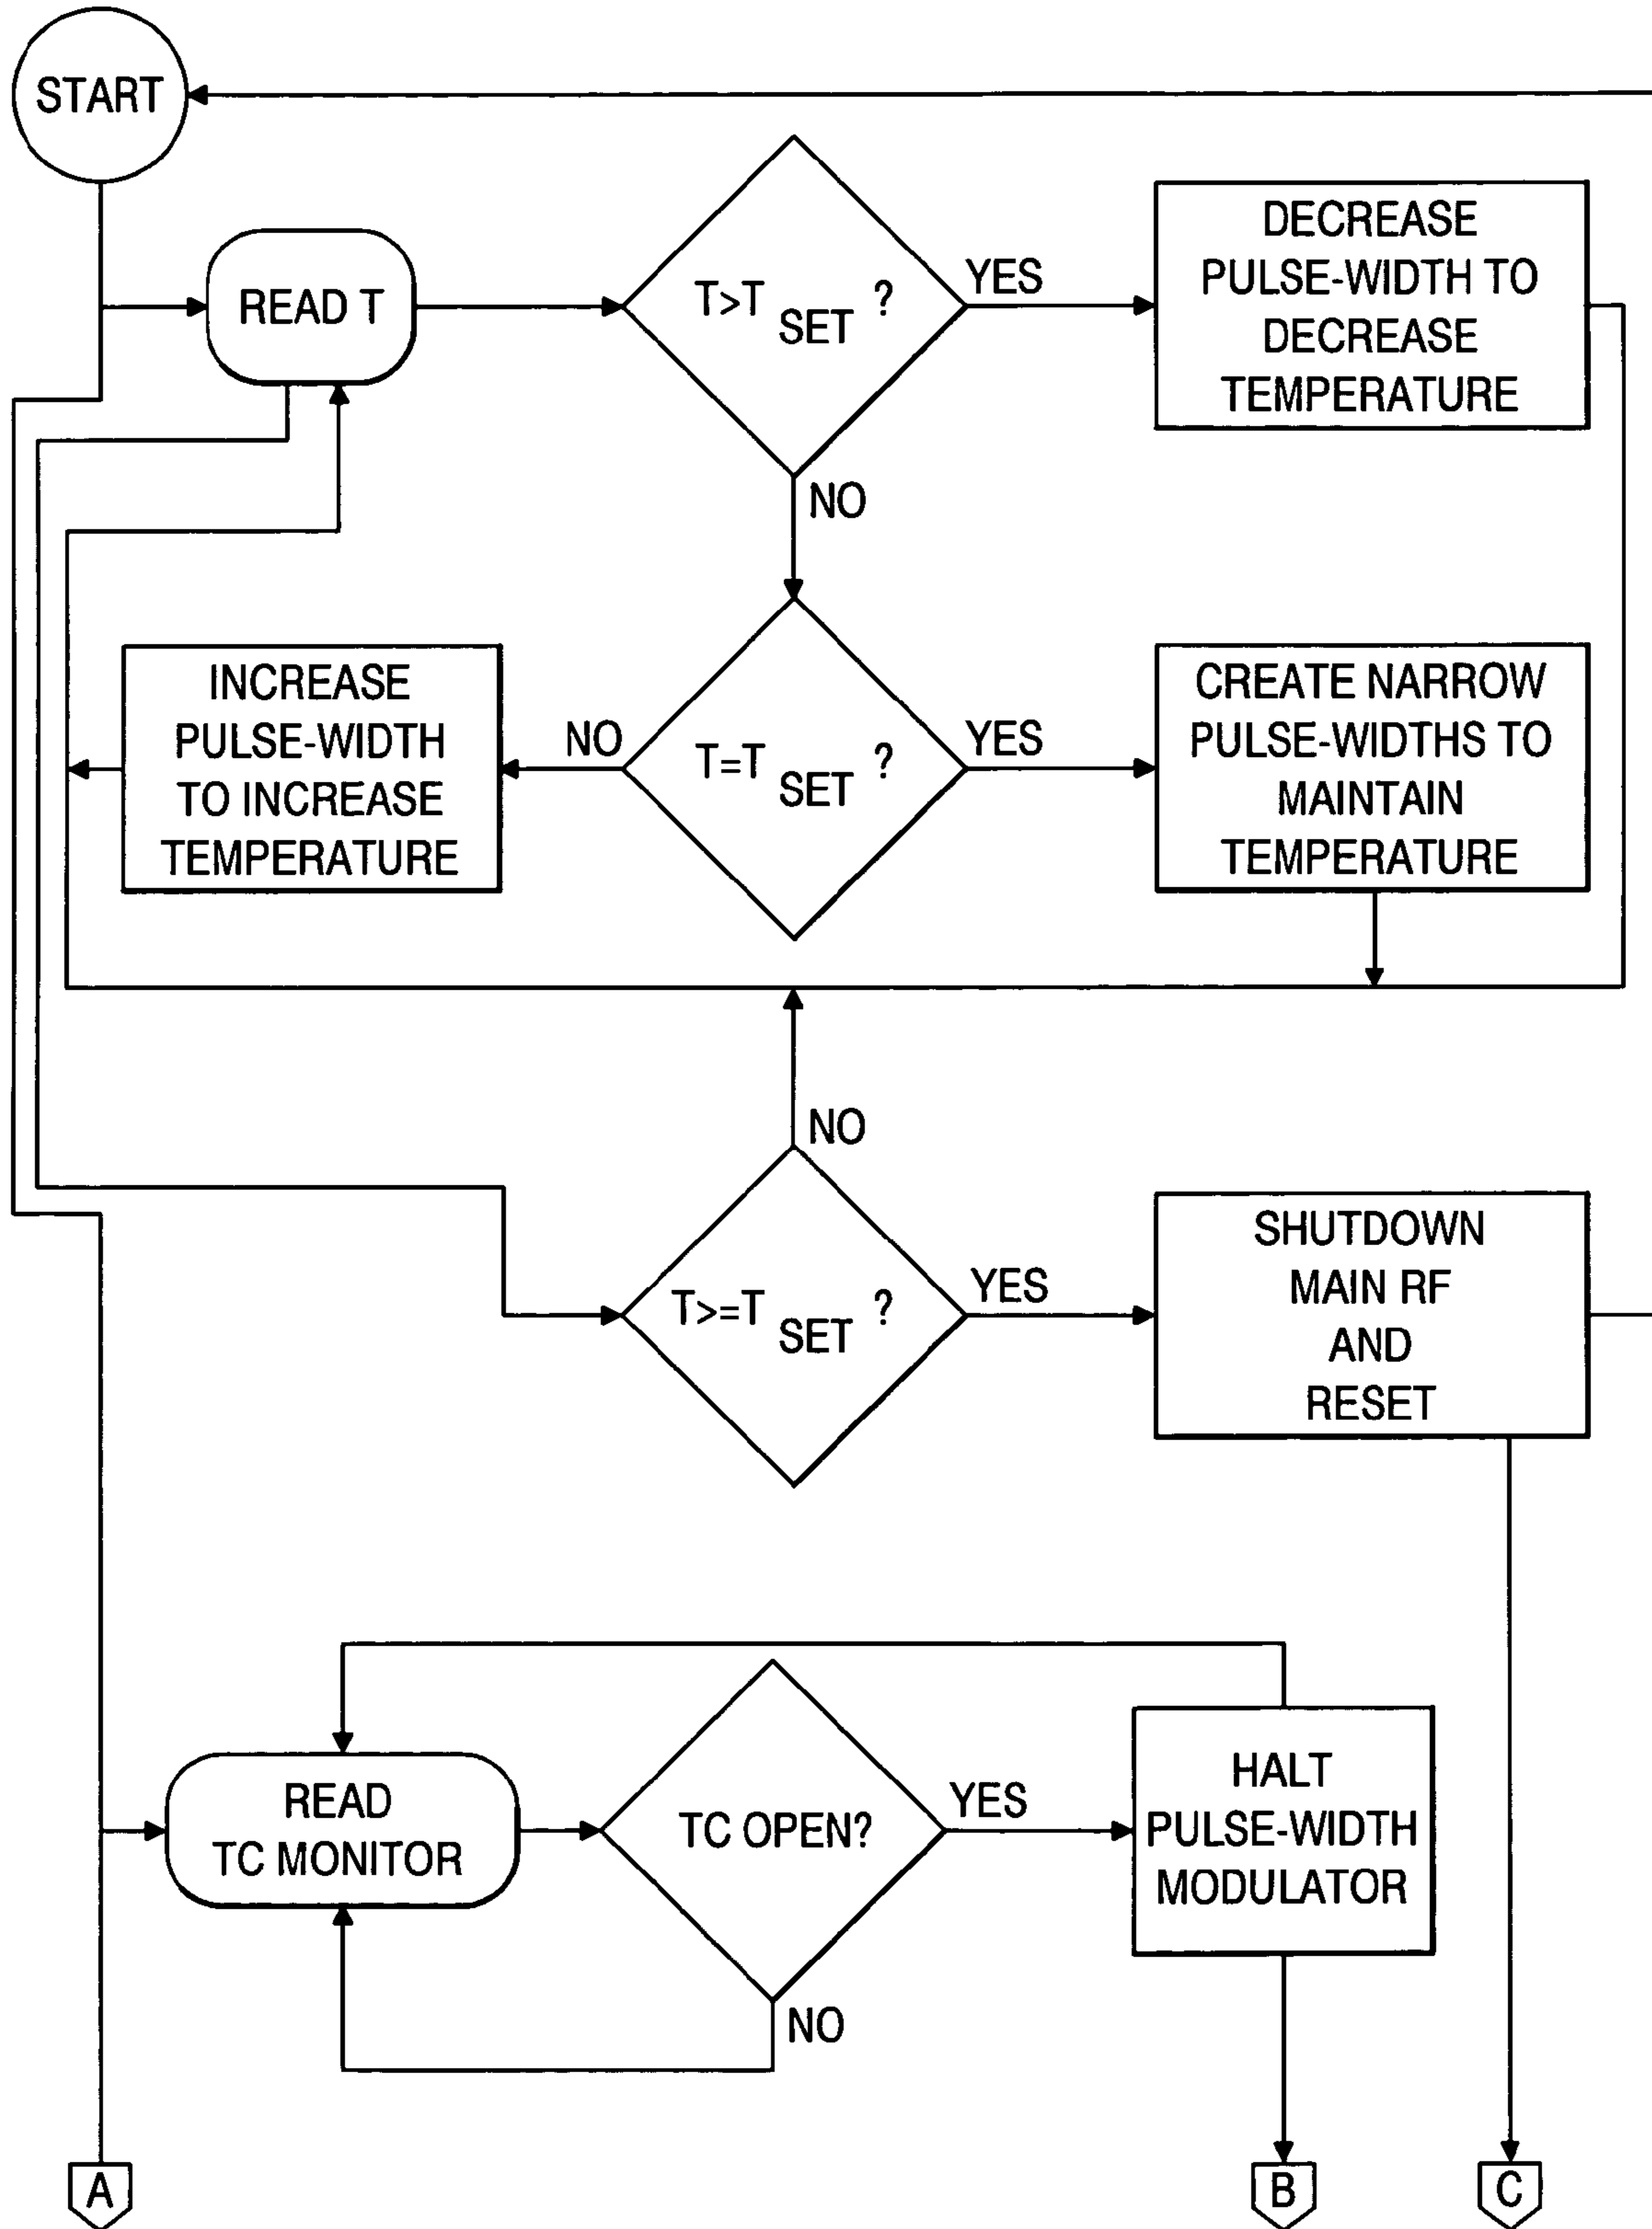 START
READ T
T>T SET ?
YES
DECREASE
PULSE-WIDTH TO
DECREASE
TEMPERATURE
NO
INCREASE
PULSE-WIDTH
TO INCREASE
TEMPERATURE
NO
T=T SET ?
YES
CREATE NARROW
PULSE-WIDTHS TO
MAINTAIN
TEMPERATURE
NO
T>=T SET ?
YES
SHUTDOWN
MAIN RF
AND
RESET
READ
TC MONITOR
TC OPEN?
YES
HALT
PULSE-WIDTH
MODULATOR
NO
A
B
C